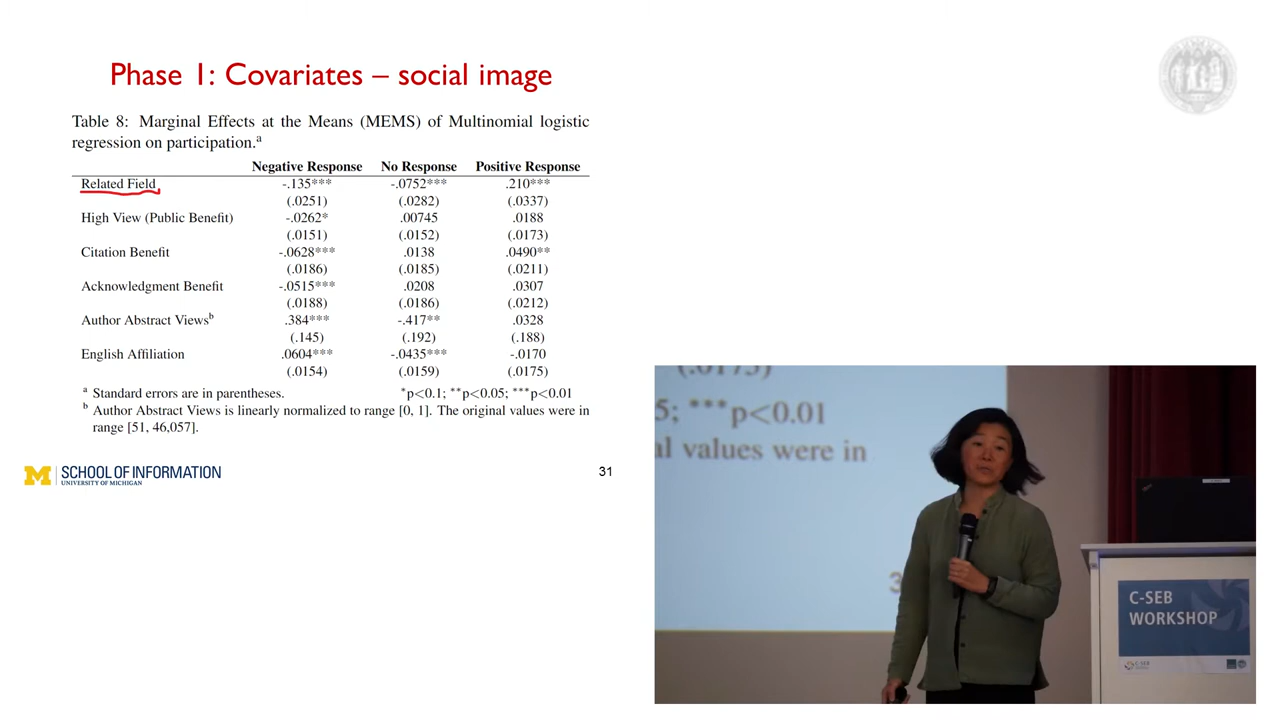 Phase 1: Covariates – social image
Table 8: Marginal Effects at the Means (MEMS) of Multinomial logistic
regression on participation.a
Negative Response No Response Positive Response
Related Field -.135*** -.0752*** .210***
(.0251) (.0282) (.0337)
High View (Public Benefit) -.0262* .00745 .0188
(.0151) (.0152) (.0173)
Citation Benefit -.0628*** .0138 .0490**
(.0186) (.0185) (.0211)
Acknowledgment Benefit -.0515*** .0208 .0307
(.0188) (.0186) (.0212)
Author Abstract Viewsb .384*** -.417** .0328
(.145) (.192) (.188)
English Affiliation .0604*** -.0435*** -.0170
(.0154) (.0159) (.0175)
a Standard errors are in parentheses. *p<0.1; **p<0.05; ***p<0.01
b Author Abstract Views is linearly normalized to range [0, 1]. The original values were in
range [51, 46,057].
M SCHOOL OF INFORMATION
UNIVERSITY OF MICHIGAN
31
(.0175)
5; ***p<0.01
al values were in
3
C-SEB
WORKSHOP
C-SEB